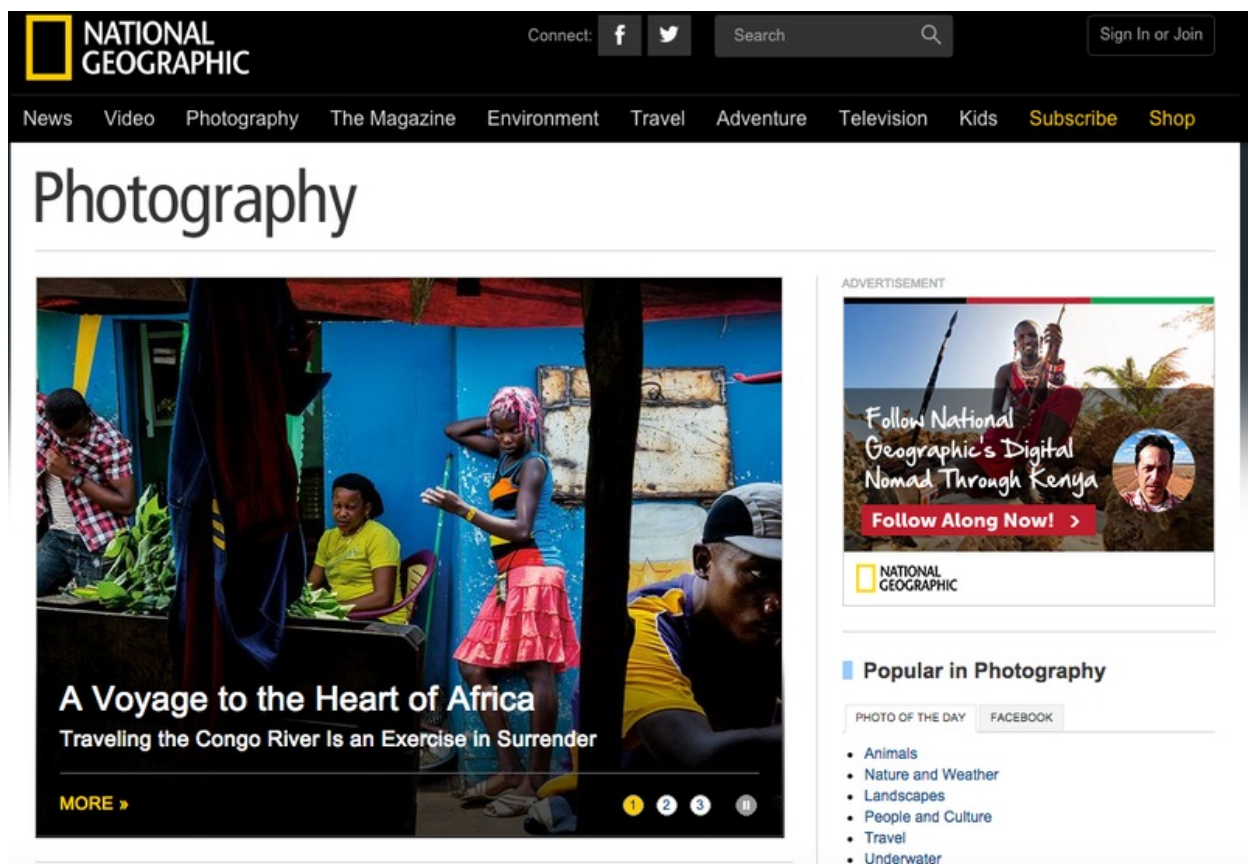 NATIONAL
GEOGRAPHIC
Connect:
Search
Sign In or Join
News Video Photography The Magazine Environment Travel Adventure Television Kids Subscribe Shop
Photography
A Voyage to the Heart of Africa
Traveling the Congo River Is an Exercise in Surrender
MORE »
1 2 3
ADVERTISEMENT
Follow National
Geographic's Digital
Nomad Through Kenya
Follow Along Now! >
NATIONAL
GEOGRAPHIC
Popular in Photography
PHOTO OF THE DAY FACEBOOK
• Animals
• Nature and Weather
• Landscapes
• People and Culture
• Travel
• Underwater